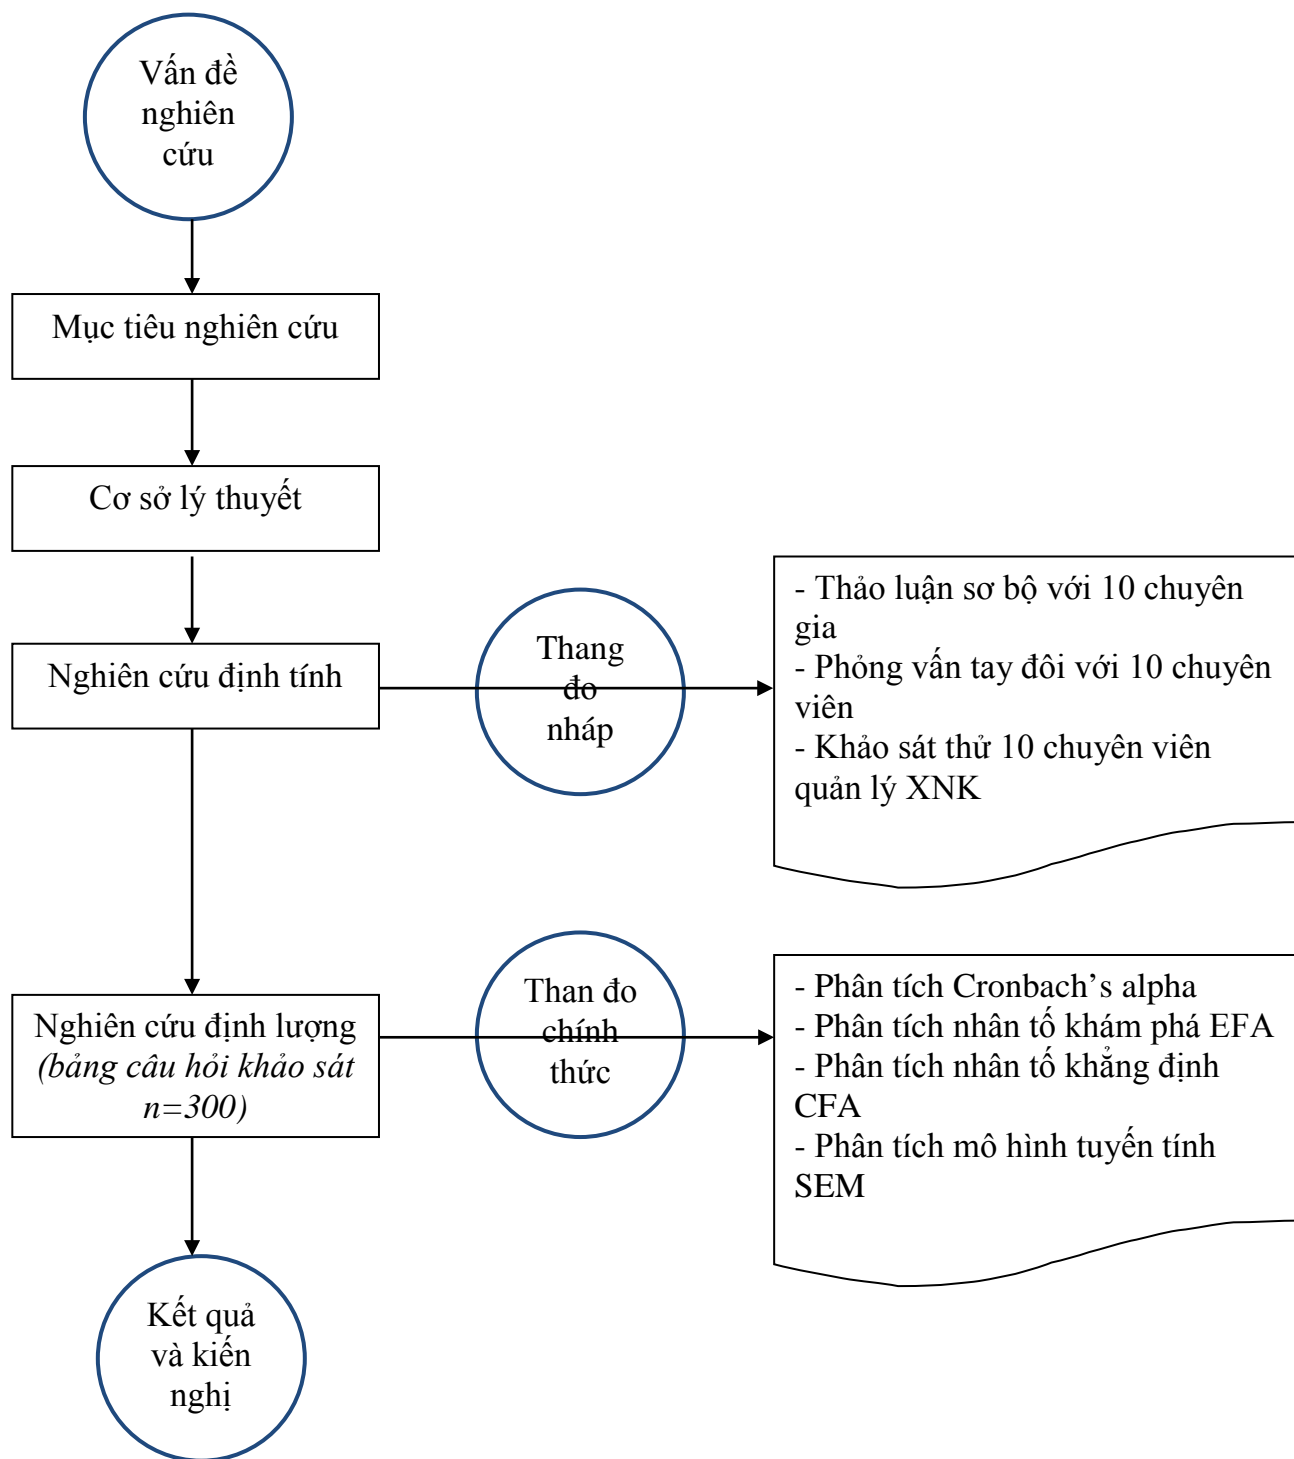 Vấn đề
nghiên
cứu
Mục tiêu nghiên cứu
Cơ sở lý thuyết
Nghiên cứu định tính
Thang
đo
nháp
- Thảo luận sơ bộ với 10 chuyên
gia
- Phỏng vấn tay đôi với 10 chuyên
viên
- Khảo sát thử 10 chuyên viên
quản lý XNK
Nghiên cứu định lượng
(bảng câu hỏi khảo sát
n=300)
Than đo
chính
thức
- Phân tích Cronbach’s alpha
- Phân tích nhân tố khám phá EFA
- Phân tích nhân tố khẳng định
CFA
- Phân tích mô hình tuyến tính
SEM
Kết quả
và kiến
nghị